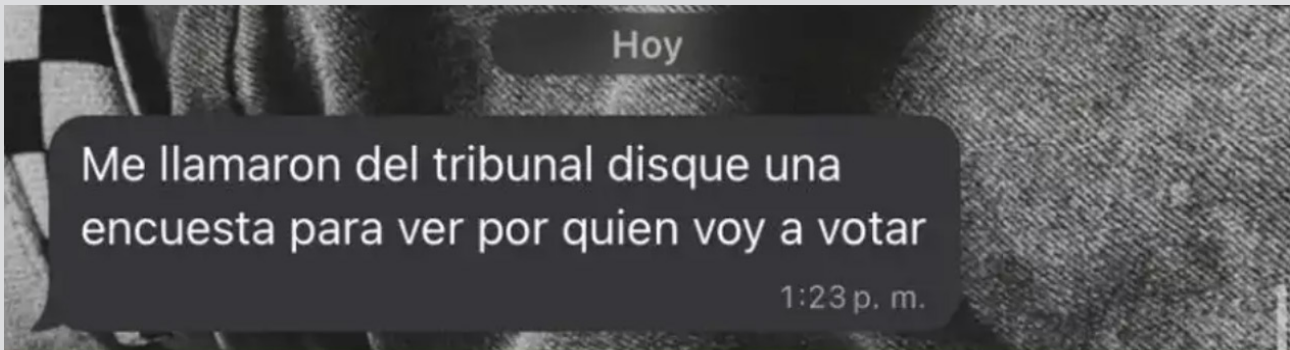 Hoy
Me llamaron del tribunal disque una
encuesta para ver por quien voy a votar
1:23 p. m.